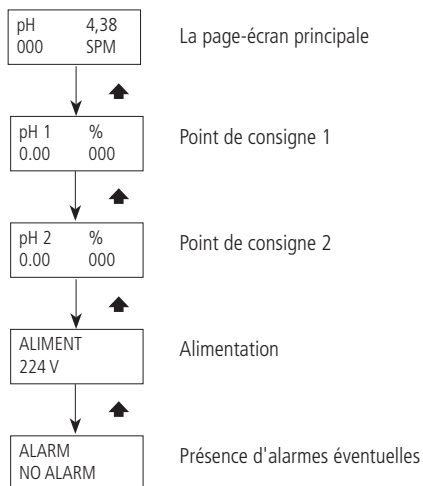 pH 4,38
000 SPM
La page-écran principale
pH 1 %
0.00 000
Point de consigne 1
pH 2 %
0.00 000
Point de consigne 2
ALIMENT
224 V
Alimentation
ALARM
NO ALARM
Présence d'alarmes éventuelles